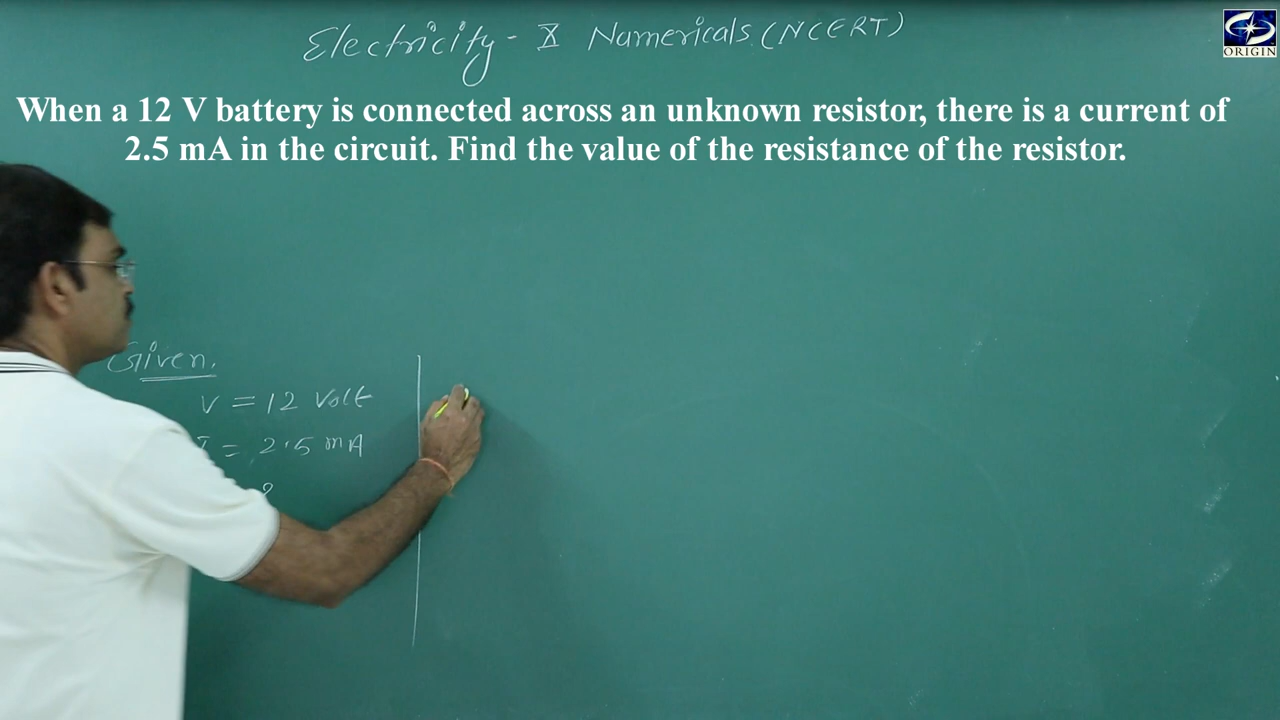 Electricity - X Numericals (NCERT)
ORIGIN
When a 12 V battery is connected across an unknown resistor, there is a current of
2.5 mA in the circuit. Find the value of the resistance of the resistor.
Given.
V = 12 Volt
I = 2.5 mA
?